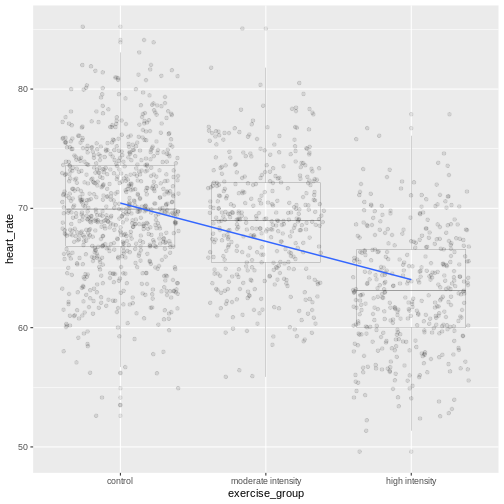 heart_rate
80
70
60
50
control
moderate intensity
high intensity
exercise_group